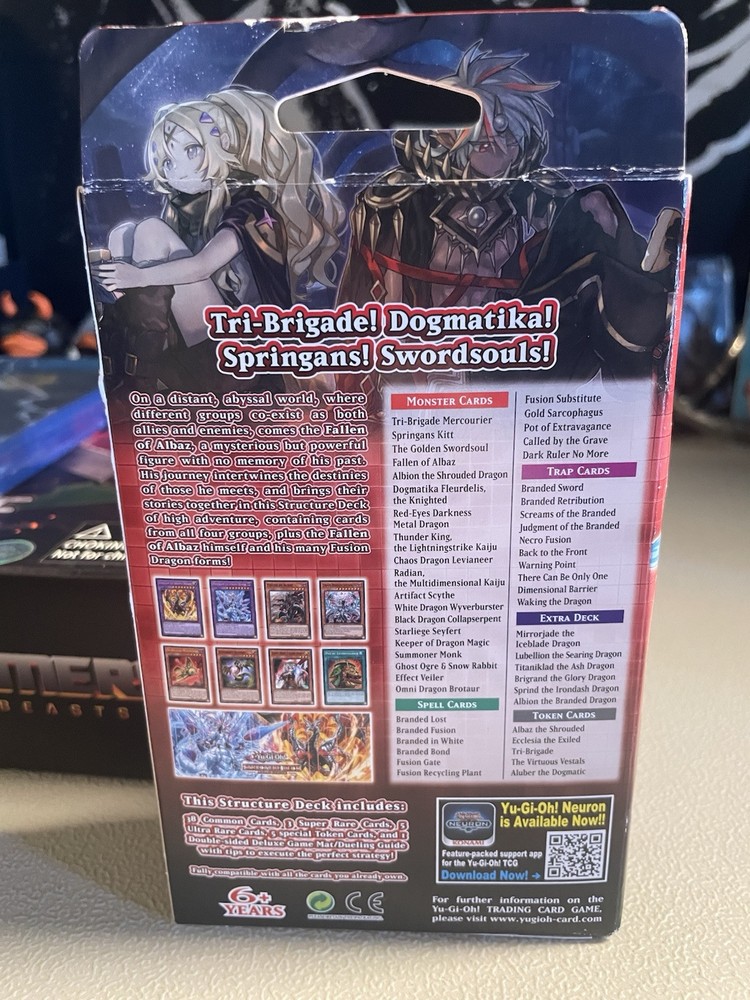 Tri-Brigade! Dogmatika!
Springans! Swordsouls!
On a distant, abyssal world, where
different groups co-exist as both
allies and enemies, comes the Fallen
of Albaz, a mysterious but powerful
figure with no memory of his past.
His journey intertwines the destinies
of those he meets, and brings their
stories together in this Structure Deck
of high adventure, containing cards
from all four groups, plus the Fallen
of Albaz himself and his many Fusion
Dragon forms!
MONSTER CARDS
Tri-Brigade Mercourier
Springans Kitt
The Golden Swordsoul
Fallen of Albaz
Albion the Shrouded Dragon
Dogmatika Fleurdelis,
the Knighted
Red-Eyes Darkness
Metal Dragon
Thunder King,
the Lightningstrike Kaiju
Chaos Dragon Levianeer
Radian,
the Multidimensional Kaiju
Artifact Scythe
White Dragon Wyverburster
Black Dragon Collapserpent
Starliege Seyfert
Keeper of Dragon Magic
Summoner Monk
Ghost Ogre & Snow Rabbit
Effect Veiler
Omni Dragon Brotaur
SPELL CARDS
Branded Lost
Branded Fusion
Branded in White
Branded Bond
Fusion Gate
Fusion Recycling Plant
Fusion Substitute
Gold Sarcophagus
Pot of Extravagance
Called by the Grave
Dark Ruler No More
TRAP CARDS
Branded Sword
Branded Retribution
Screams of the Branded
Judgment of the Branded
Necro Fusion
Back to the Front
Warning Point
There Can Be Only One
Dimensional Barrier
Waking the Dragon
EXTRA DECK
Mirrorjade the
Iceblade Dragon
Lubellion the Searing Dragon
Titaniklad the Ash Dragon
Brigrand the Glory Dragon
Sprind the Irondash Dragon
Albion the Branded Dragon
TOKEN CARDS
Albaz the Shrouded
Ecclesia the Exiled
Tri-Brigade
The Virtuous Vestals
Aluber the Dogmatic
Yu-Gi-Oh!
This Structure Deck includes:
38 Common Cards, 3 Super Rare Cards, 5
Ultra Rare Cards, 5 special Token Cards, and 1
Double-sided Deluxe Game Mat/Dueling Guide
with tips to execute the perfect strategy!
Fully compatible with all the cards you already own.
6+
YEARS
CE
NEURON
KONAMI
Yu-Gi-Oh! Neuron
is Available Now!!
Feature-packed support app
for the Yu-Gi-Oh! TCG
Download Now! →
For further information on the
Yu-Gi-Oh! TRADING CARD GAME,
please visit www.yugioh-card.com
CHOKING
Not for
MER
BEASTS